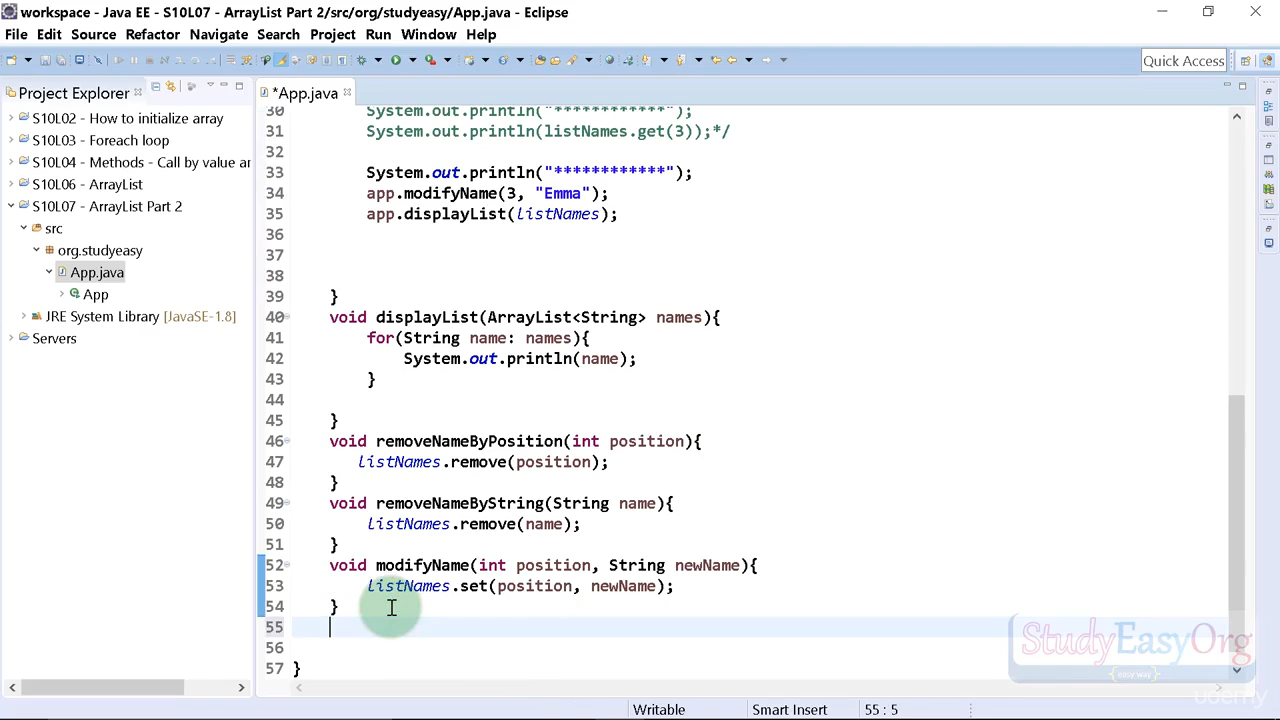 workspace - Java EE - S10L07 - ArrayList Part 2/src/org/studyeasy/App.java - Eclipse
File Edit Source Refactor Navigate Search Project Run Window Help
Quick Access
Project Explorer
*App.java
S10L02 - How to initialize array
S10L03 - Foreach loop
S10L04 - Methods - Call by value ar
S10L06 - ArrayList
S10L07 - ArrayList Part 2
src
org.studyeasy
App.java
App
JRE System Library [JavaSE-1.8]
Servers
30 System.out.println("************");
31 System.out.println(listNames.get(3));*/
32
33 System.out.println("************");
34 app.modifyName(3, "Emma");
35 app.displayList(listNames);
36
37
38
39 }
40 void displayList(ArrayList<String> names){
41 for(String name: names){
42 System.out.println(name);
43 }
44
45 }
46 void removeNameByPosition(int position){
47 listNames.remove(position);
48 }
49 void removeNameByString(String name){
50 listNames.remove(name);
51 }
52 void modifyName(int position, String newName){
53 listNames.set(position, newName);
54 }
55
56
57 }
StudyEasyOrg
easy way
udemy
Writable
Smart Insert
55 : 5